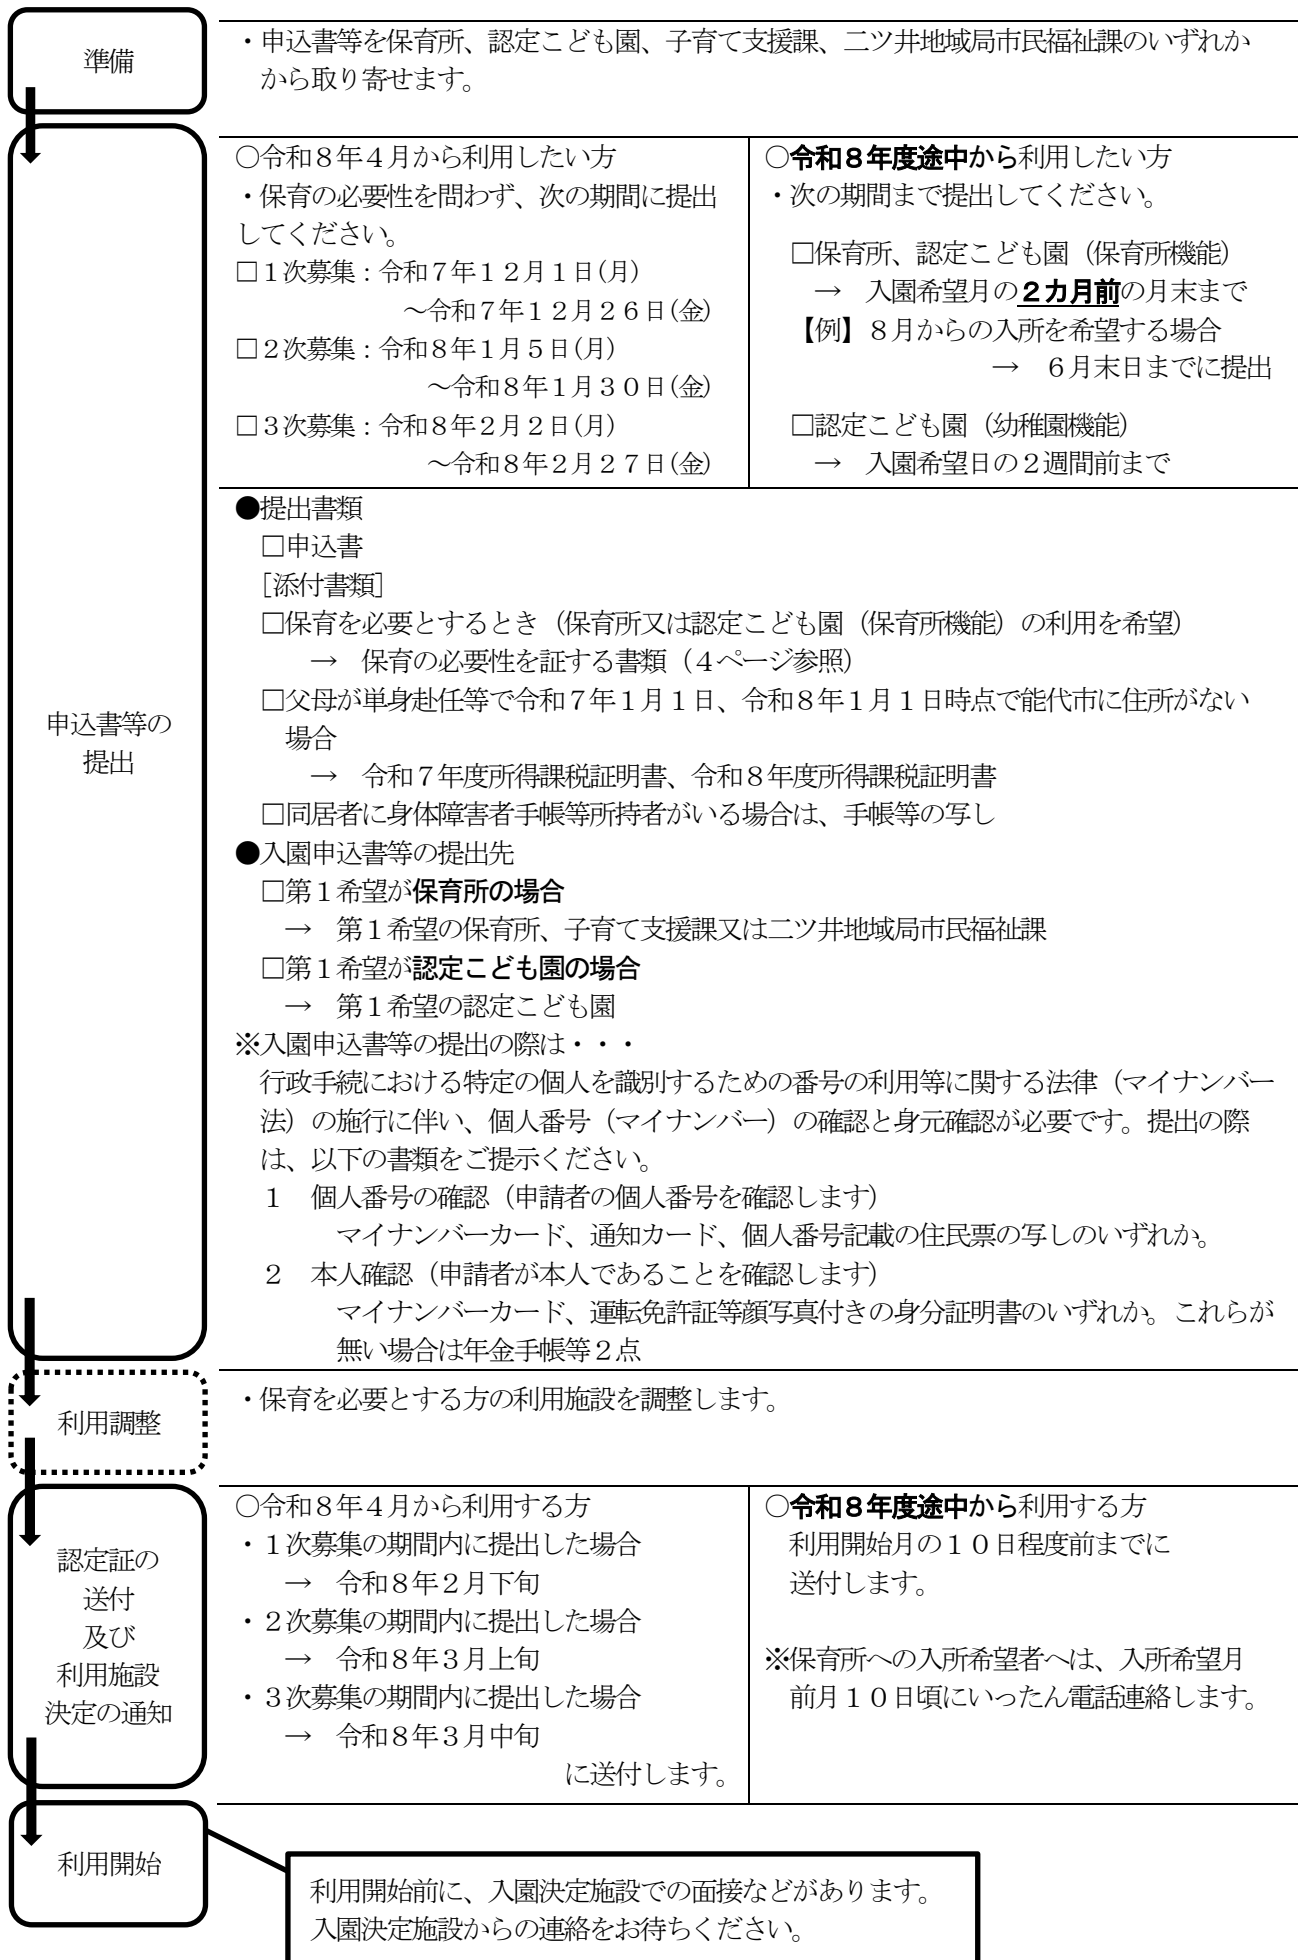 準備
・申込書等を保育所、認定こども園、子育て支援課、二ツ井地域局市民福祉課のいずれか
から取り寄せます。
申込書等の
提出
○令和８年４月から利用したい方
・保育の必要性を問わず、次の期間に提出
してください。
□１次募集：令和７年１２月１日(月)
～令和７年１２月２６日(金)
□２次募集：令和８年１月５日(月)
～令和８年１月３０日(金)
□３次募集：令和８年２月２日(月)
～令和８年２月２７日(金)
○令和８年度途中から利用したい方
・次の期間まで提出してください。
□保育所、認定こども園（保育所機能）
→　入園希望月の２カ月前の月末まで
【例】８月からの入所を希望する場合
→　６月末日までに提出
□認定こども園（幼稚園機能）
→　入園希望日の２週間前まで
●提出書類
□申込書
［添付書類］
□保育を必要とするとき（保育所又は認定こども園（保育所機能）の利用を希望）
→　保育の必要性を証する書類（４ページ参照）
□父母が単身赴任等で令和７年１月１日、令和８年１月１日時点で能代市に住所がない
場合
→　令和７年度所得課税証明書、令和８年度所得課税証明書
□同居者に身体障害者手帳等所持者がいる場合は、手帳等の写し
●入園申込書等の提出先
□第１希望が保育所の場合
→　第１希望の保育所、子育て支援課又は二ツ井地域局市民福祉課
□第１希望が認定こども園の場合
→　第１希望の認定こども園
※入園申込書等の提出の際は・・・
行政手続における特定の個人を識別するための番号の利用等に関する法律（マイナンバー
法）の施行に伴い、個人番号（マイナンバー）の確認と身元確認が必要です。提出の際
は、以下の書類をご提示ください。
１　個人番号の確認（申請者の個人番号を確認します）
マイナンバーカード、通知カード、個人番号記載の住民票の写しのいずれか。
２　本人確認（申請者が本人であることを確認します）
マイナンバーカード、運転免許証等顔写真付きの身分証明書のいずれか。これらが
無い場合は年金手帳等２点
利用調整
・保育を必要とする方の利用施設を調整します。
認定証の
送付
及び
利用施設
決定の通知
○令和８年４月から利用する方
・１次募集の期間内に提出した場合
→　令和８年２月下旬
・２次募集の期間内に提出した場合
→　令和８年３月上旬
・３次募集の期間内に提出した場合
→　令和８年３月中旬
に送付します。
○令和８年度途中から利用する方
利用開始月の１０日程度前までに
送付します。
※保育所への入所希望者へは、入所希望月
前月１０日頃にいったん電話連絡します。
利用開始
利用開始前に、入園決定施設での面接などがあります。
入園決定施設からの連絡をお待ちください。